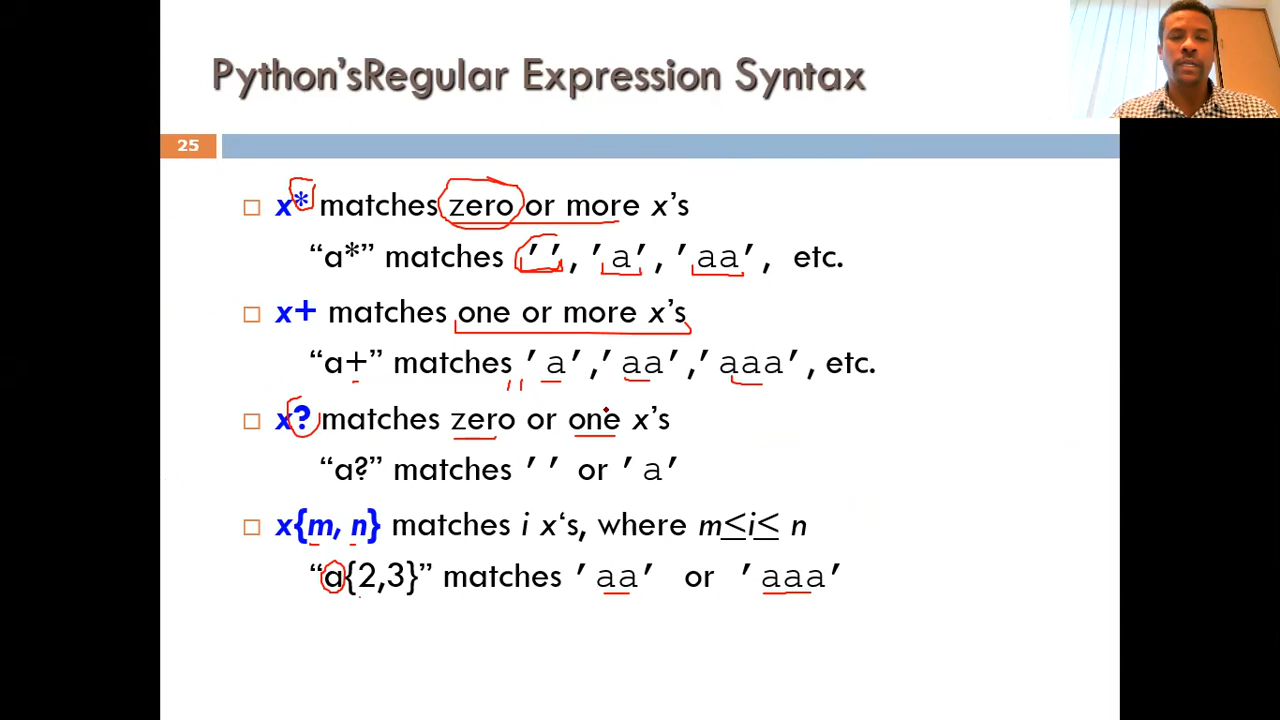 Python'sRegular Expression Syntax
25
x* matches zero or more x's
“a*” matches ’’, ’a’, ’aa’, etc.
x+ matches one or more x's
“a+” matches ’a’,’aa’,’aaa’, etc.
x? matches zero or one x's
“a?” matches ’’ or ’a’
x{m, n} matches i x‘s, where m≤i≤ n
“a{2,3}” matches ’aa’ or ’aaa’